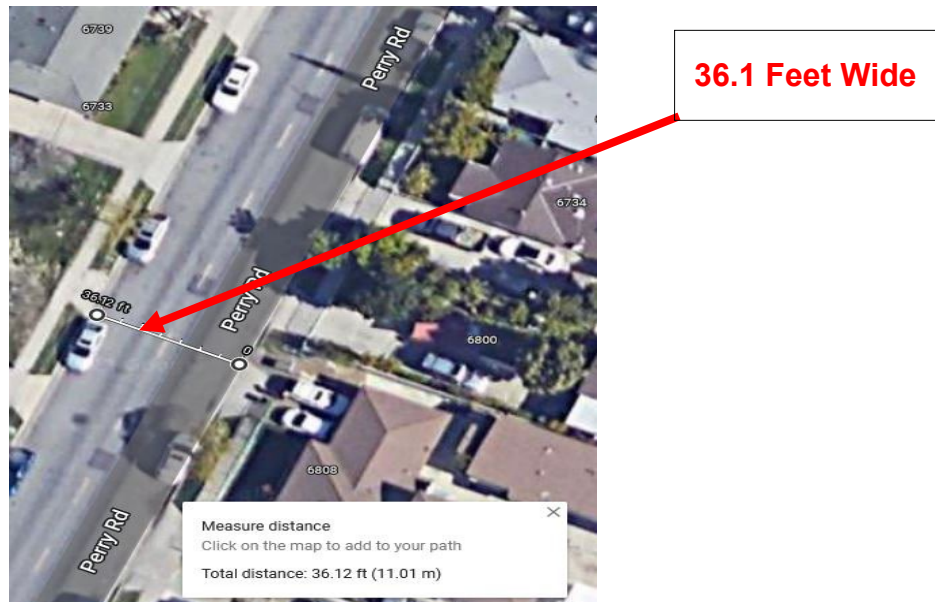 6739
Perry Rd
36.1 Feet Wide
6733
6734
36.12 ft
Perry Rd
0
6800
6808
Perry Rd
Measure distance
Click on the map to add to your path
Total distance: 36.12 ft (11.01 m)